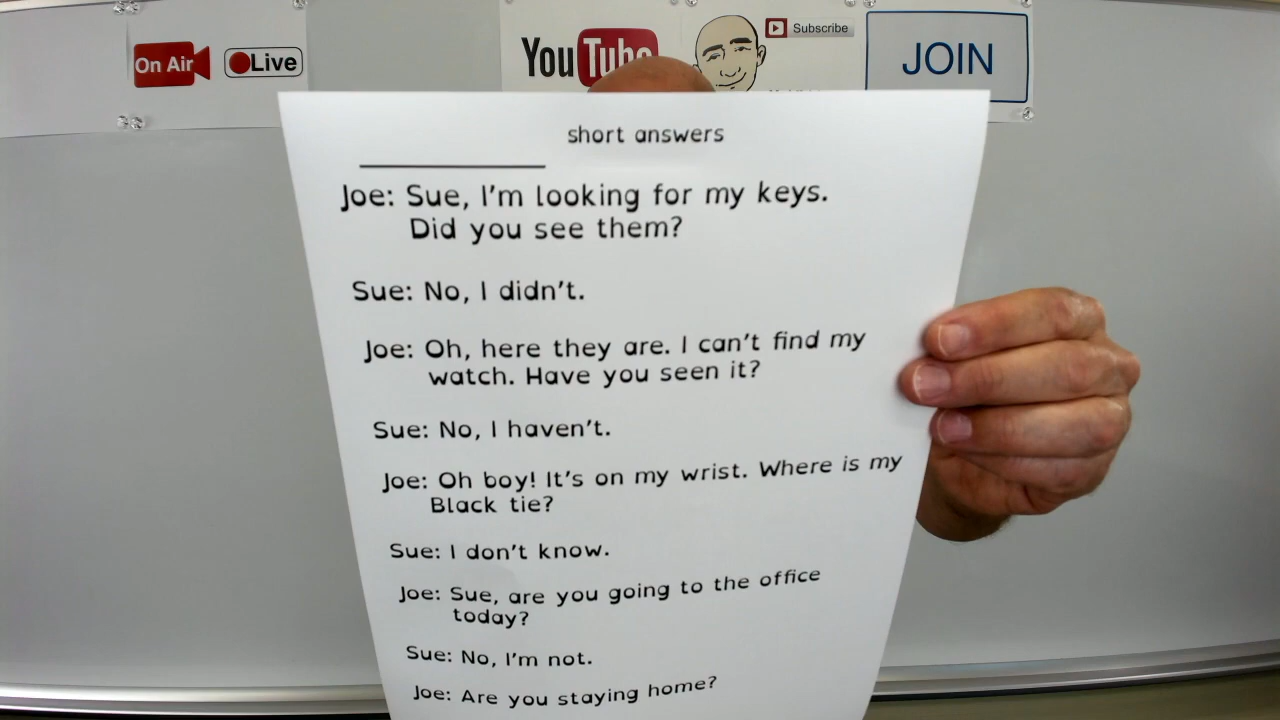 On Air
Live
YouTube
Subscribe
JOIN
short answers
Joe: Sue, I'm looking for my keys.
Did you see them?
Sue: No, I didn't.
Joe: Oh, here they are. I can't find my
watch. Have you seen it?
Sue: No, I haven't.
Joe: Oh boy! It's on my wrist. Where is my
Black tie?
Sue: I don't know.
Joe: Sue, are you going to the office
today?
Sue: No, I'm not.
Joe: Are you staying home?